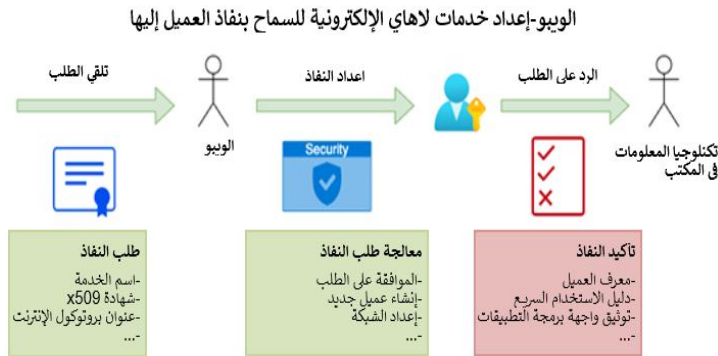 الويبو-إعداد خدمات لاهاي الإلكترونية للسماح بنفاذ العميل إليها
تلقي الطلب
اعداد النفاذ
الرد على الطلب
الويبو
تكنلوجيا المعلومات
في المكتب
Security
طلب النفاذ
-اسم الخدمة
-شهادة x509
-عنوان بروتوكول الإنترنت
-...
معالجة طلب النفاذ
-الموافقة على الطلب
-إنشاء عميل جديد
-إعداد الشبكة
-...
تأكيد النفاذ
-معرف العميل
-دليل الاستخدام السريع
-توثيق واجهة برمجة التطبيقات
-...